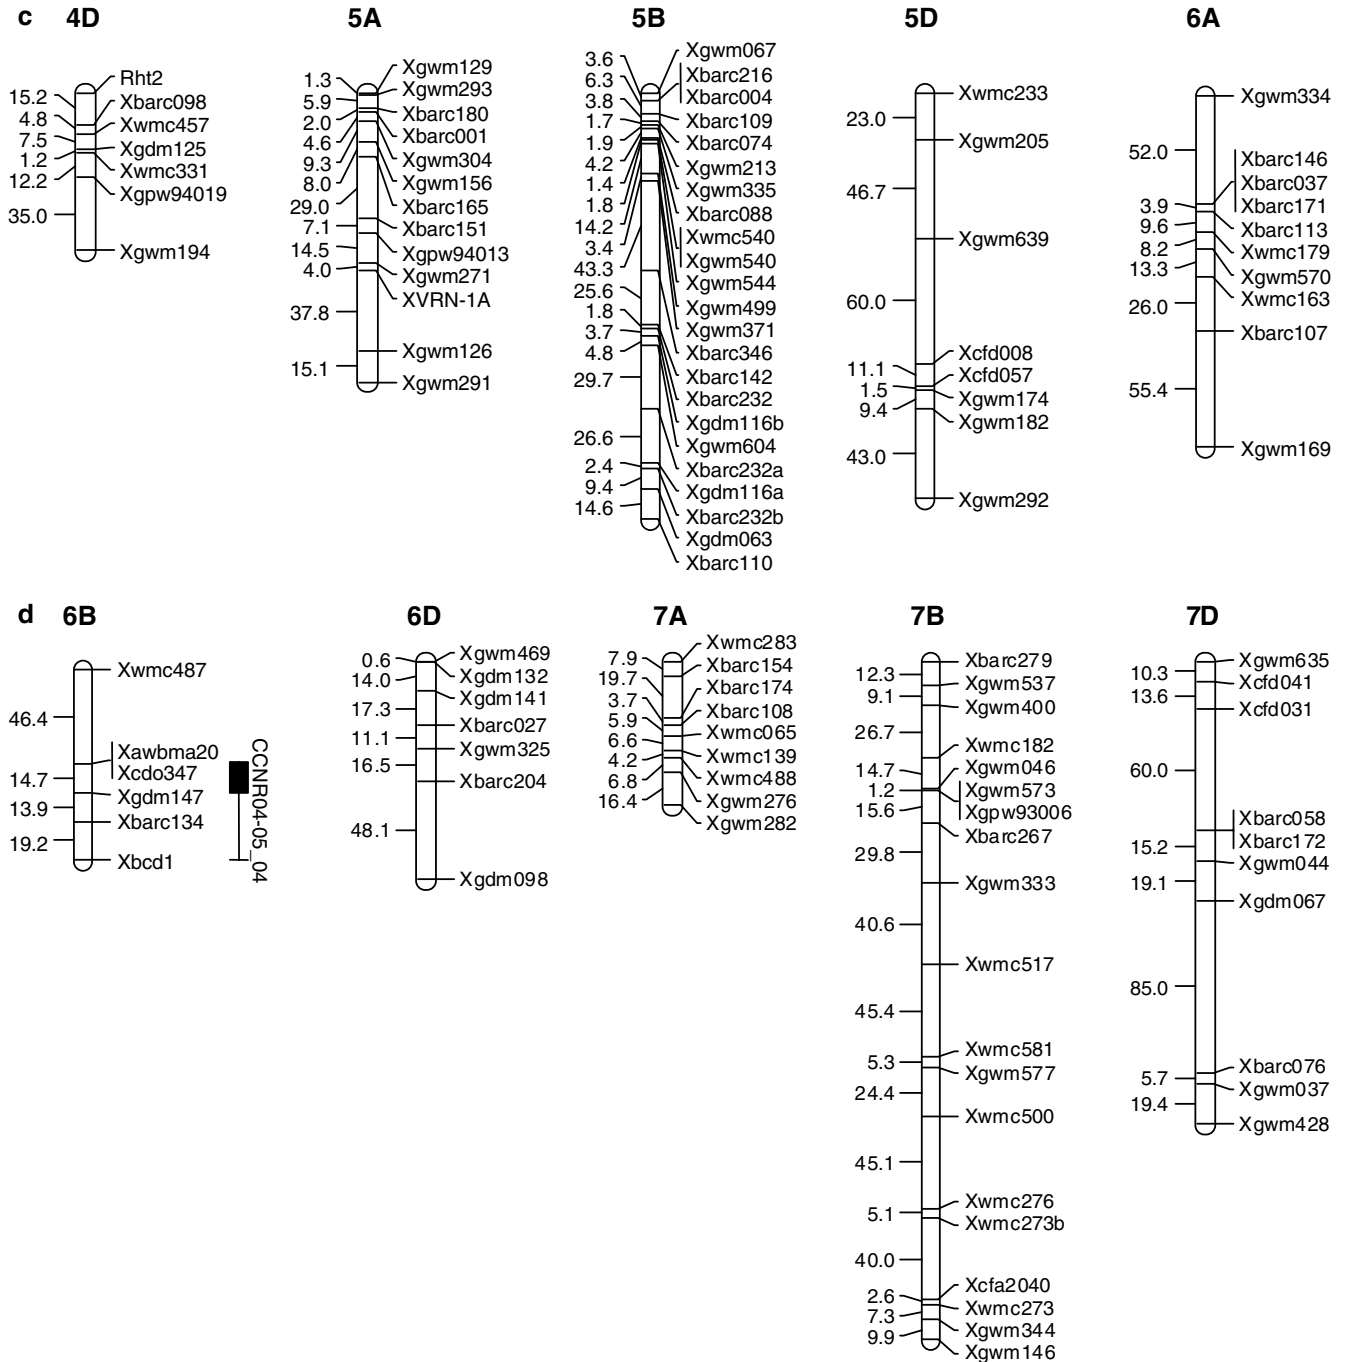 c 4D 5A 5B 5D 6A
15.2
4.8
7.5
1.2
12.2
35.0
Rht2
Xbarc098
Xwmc457
Xgdm125
Xwmc331
Xgpw94019
Xgwm194
1.3
5.9
2.0
4.6
9.3
8.0
29.0
7.1
14.5
4.0
37.8
15.1
Xgwm129
Xgwm293
Xbarc180
Xbarc001
Xgwm304
Xgwm156
Xbarc165
Xbarc151
Xgpw94013
Xgwm271
XVRN-1A
Xgwm126
Xgwm291
3.6
6.3
3.8
1.7
1.9
4.2
1.4
1.8
14.2
3.4
43.3
25.6
1.8
3.7
4.8
29.7
26.6
2.4
9.4
14.6
Xgwm067
Xbarc216
Xbarc004
Xbarc109
Xbarc074
Xgwm213
Xgwm335
Xbarc088
Xwmc540
Xgwm540
Xgwm544
Xgwm499
Xgwm371
Xbarc346
Xbarc142
Xbarc232
Xgdm116b
Xgwm604
Xbarc232a
Xgdm116a
Xbarc232b
Xgdm063
Xbarc110
23.0
46.7
60.0
11.1
1.5
9.4
43.0
Xwmc233
Xgwm205
Xgwm639
Xcfd008
Xcfd057
Xgwm174
Xgwm182
Xgwm292
52.0
3.9
9.6
8.2
13.3
26.0
55.4
Xgwm334
Xbarc146
Xbarc037
Xbarc171
Xbarc113
Xwmc179
Xgwm570
Xwmc163
Xbarc107
Xgwm169
d 6B 6D 7A 7B 7D
46.4
14.7
13.9
19.2
Xwmc487
Xawbma20
Xcdo347
Xgdm147
Xbarc134
Xbcd1
CCNR04-05_04
0.6
14.0
17.3
11.1
16.5
48.1
Xgwm469
Xgdm132
Xgdm141
Xbarc027
Xgwm325
Xbarc204
Xgdm098
7.9
19.7
3.7
5.9
6.6
4.2
6.8
16.4
Xwmc283
Xbarc154
Xbarc174
Xbarc108
Xwmc065
Xwmc139
Xwmc488
Xgwm276
Xgwm282
12.3
9.1
26.7
14.7
1.2
15.6
29.8
40.6
45.4
5.3
24.4
45.1
5.1
40.0
2.6
7.3
9.9
Xbarc279
Xgwm537
Xgwm400
Xwmc182
Xgwm046
Xgwm573
Xgpw93006
Xbarc267
Xgwm333
Xwmc517
Xwmc581
Xgwm577
Xwmc500
Xwmc276
Xwmc273b
Xcfa2040
Xwmc273
Xgwm344
Xgwm146
10.3
13.6
60.0
15.2
19.1
85.0
5.7
19.4
Xgwm635
Xcfd041
Xcfd031
Xbarc058
Xbarc172
Xgwm044
Xgdm067
Xbarc076
Xgwm037
Xgwm428